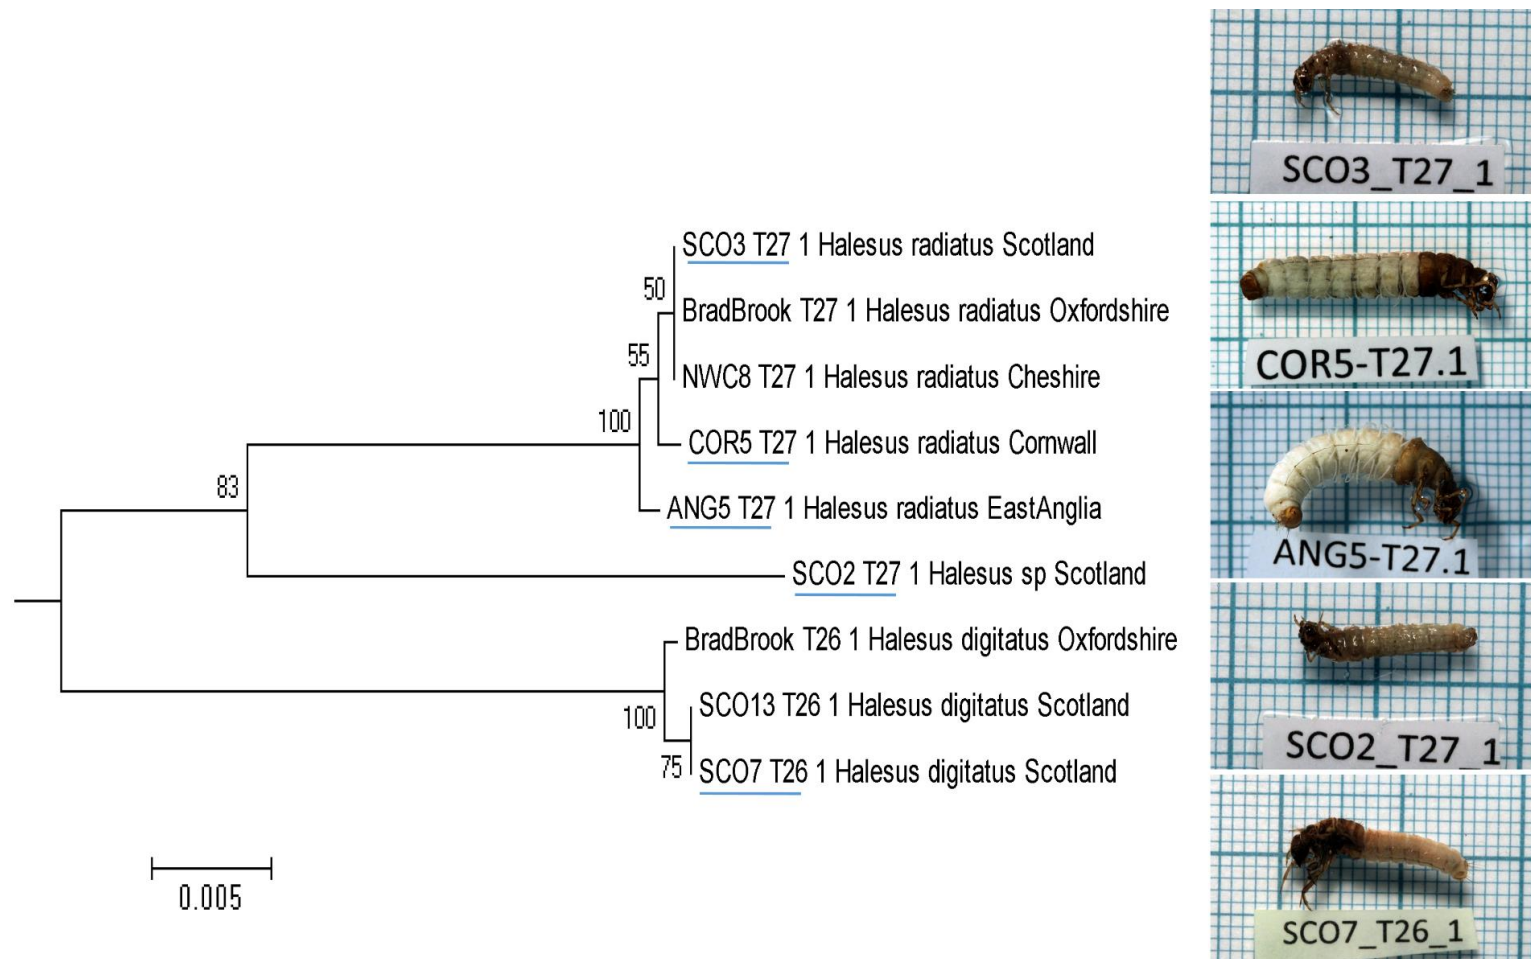 SCO3_T27_1
SCO3 T27 1 Halesus radiatus Scotland
50
BradBrook T27 1 Halesus radiatus Oxfordshire
55
NWC8 T27 1 Halesus radiatus Cheshire
COR5-T27.1
100
COR5 T27 1 Halesus radiatus Cornwall
83
ANG5 T27 1 Halesus radiatus EastAnglia
ANG5-T27.1
SCO2 T27 1 Halesus sp Scotland
BradBrook T26 1 Halesus digitatus Oxfordshire
100
SCO13 T26 1 Halesus digitatus Scotland
SCO2_T27_1
75
SCO7 T26 1 Halesus digitatus Scotland
0.005
SCO7_T26_1